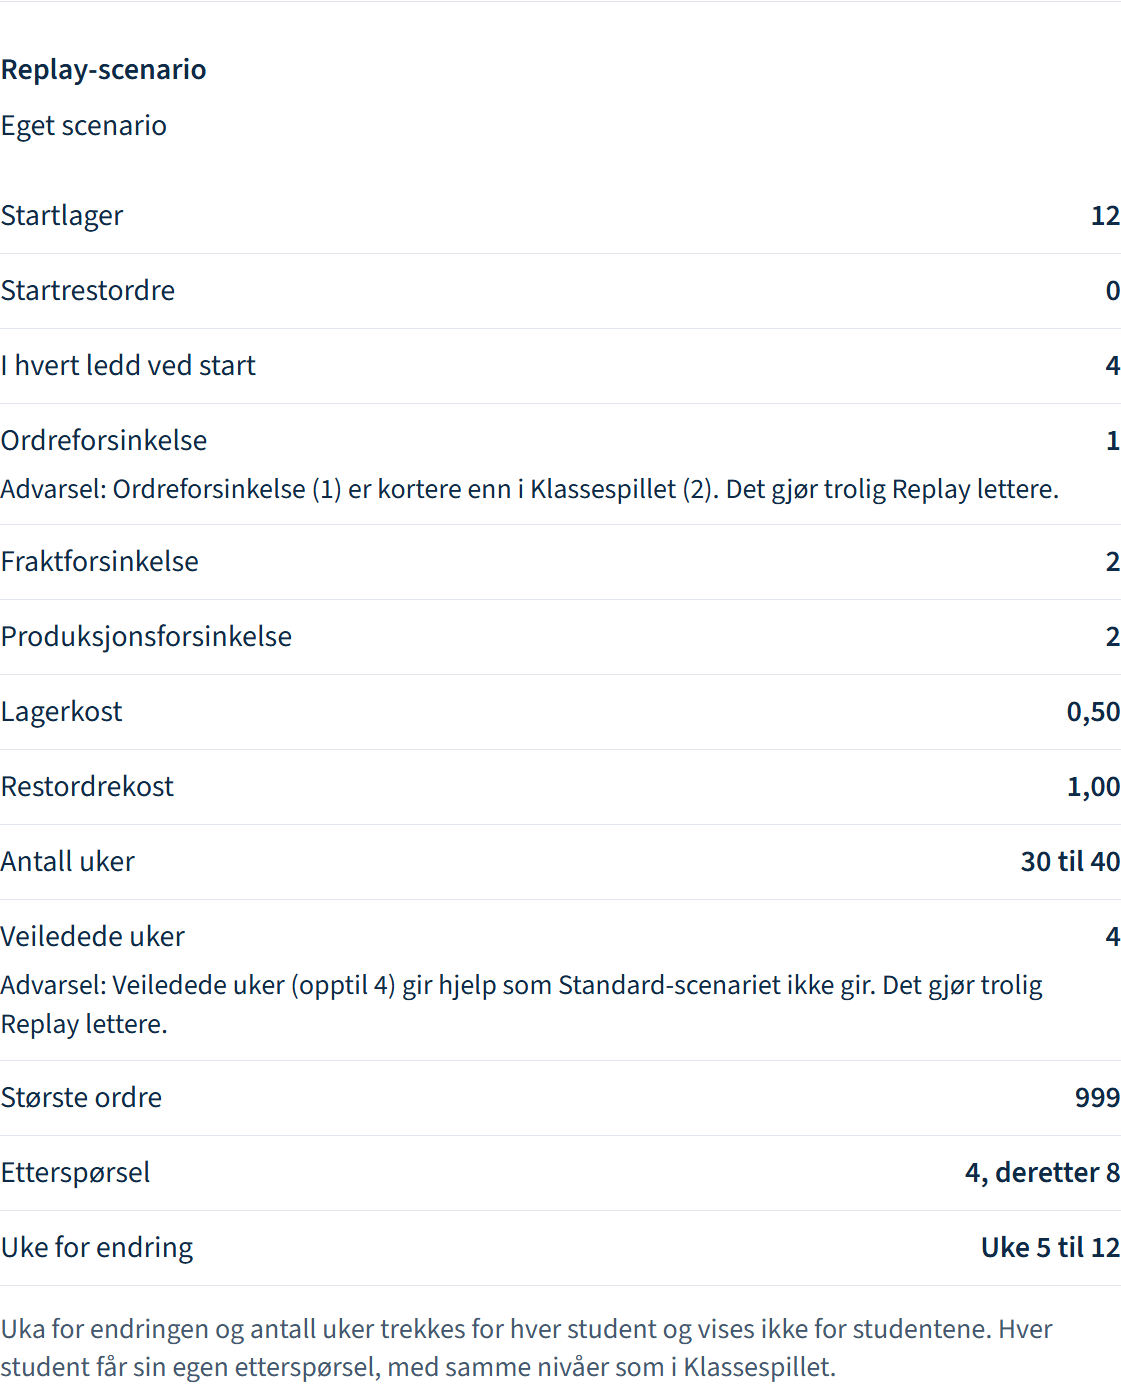 Replay-scenario
Eget scenario
Startlager 12
Startrestordre 0
I hvert ledd ved start 4
Ordreforsinkelse 1
Advarsel: Ordreforsinkelse (1) er kortere enn i Klassespillet (2). Det gjør trolig Replay lettere.
Fraktforsinkelse 2
Produksjonsforsinkelse 2
Lagerkost 0,50
Restordrekost 1,00
Antall uker 30 til 40
Veiledede uker 4
Advarsel: Veiledede uker (opptil 4) gir hjelp som Standard-scenariet ikke gir. Det gjør trolig
Replay lettere.
Største ordre 999
Etterspørsel 4, deretter 8
Uke for endring Uke 5 til 12
Uka for endringen og antall uker trekkes for hver student og vises ikke for studentene. Hver
student får sin egen etterspørsel, med samme nivåer som i Klassespillet.